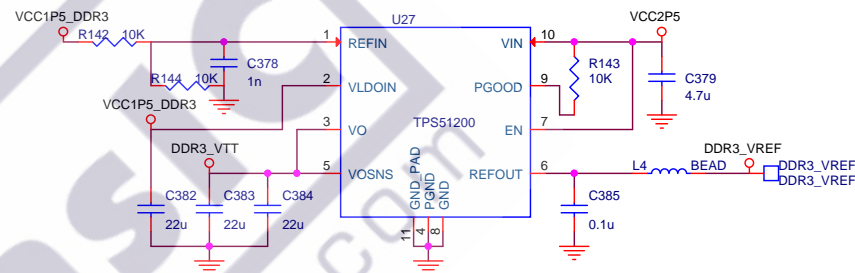 VCC1P5_DDR3
R142 10K
R144 10K
C378
1n
VCC1P5_DDR3
DDR3_VTT
C382
22u
C383
22u
C384
22u
U27
1 REFIN
2 VLDOIN
3 VO
5 VOSNS
TPS51200
VIN 10
PGOOD 9
EN 7
REFOUT 6
GND_PAD
PGND
GND
11
4
8
VCC2P5
R143
10K
C379
4.7u
C385
0.1u
L4 BEAD
DDR3_VREF
DDR3_VREF
DDR3_VREF
com